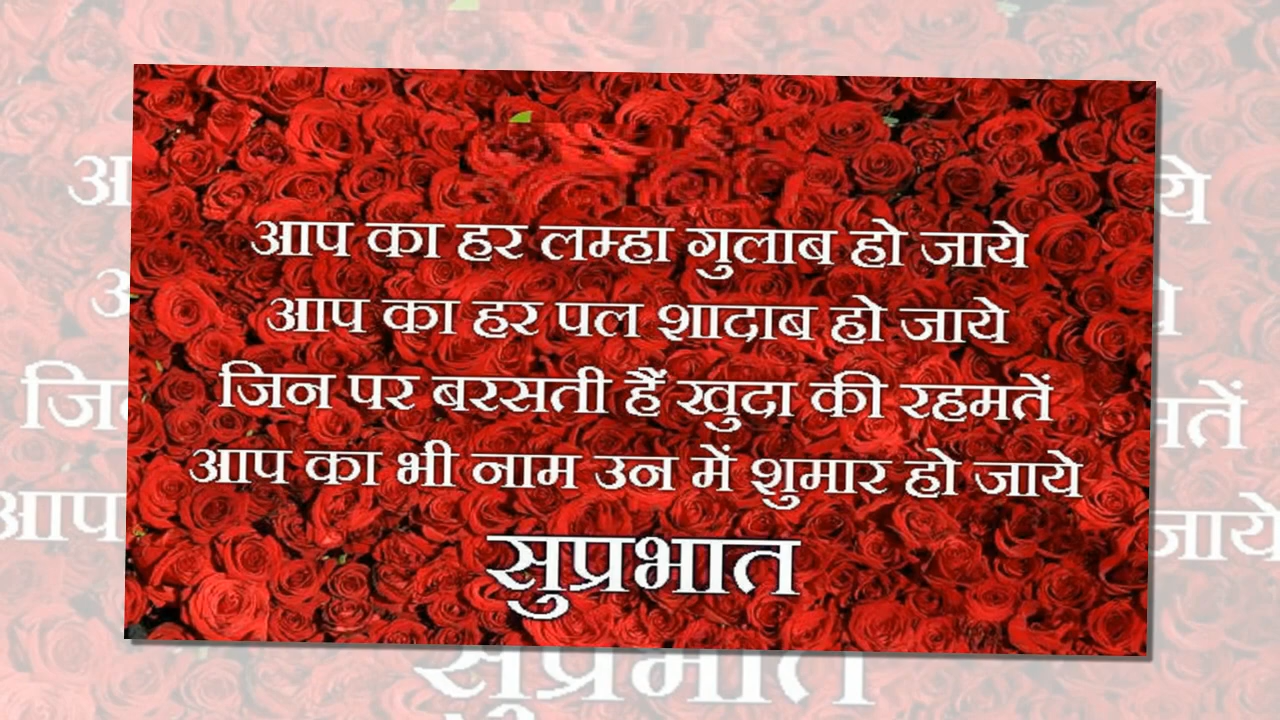 आप का हर लम्हा गुलाब हो जाये
आप का हर पल शादाब हो जाये
जिन पर बरसती हैं खुदा की रहमतें
आप का भी नाम उन में शुमार हो जाये
सुप्रभात